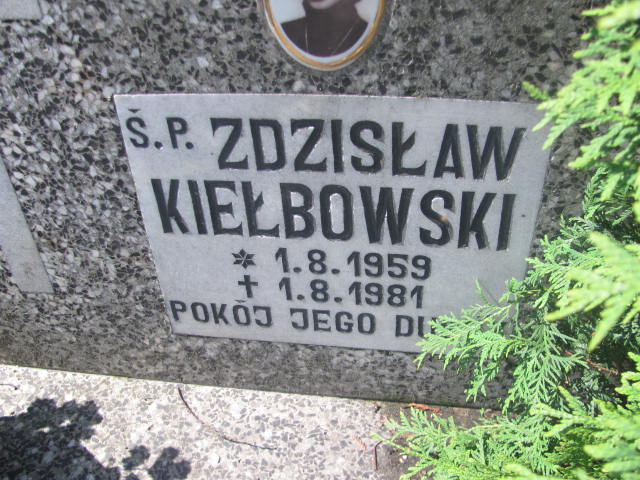 Ś.P. ZDZISŁAW
KIEŁBOWSKI
* 1.8.1959
+ 1.8.1981
POKÓJ JEGO